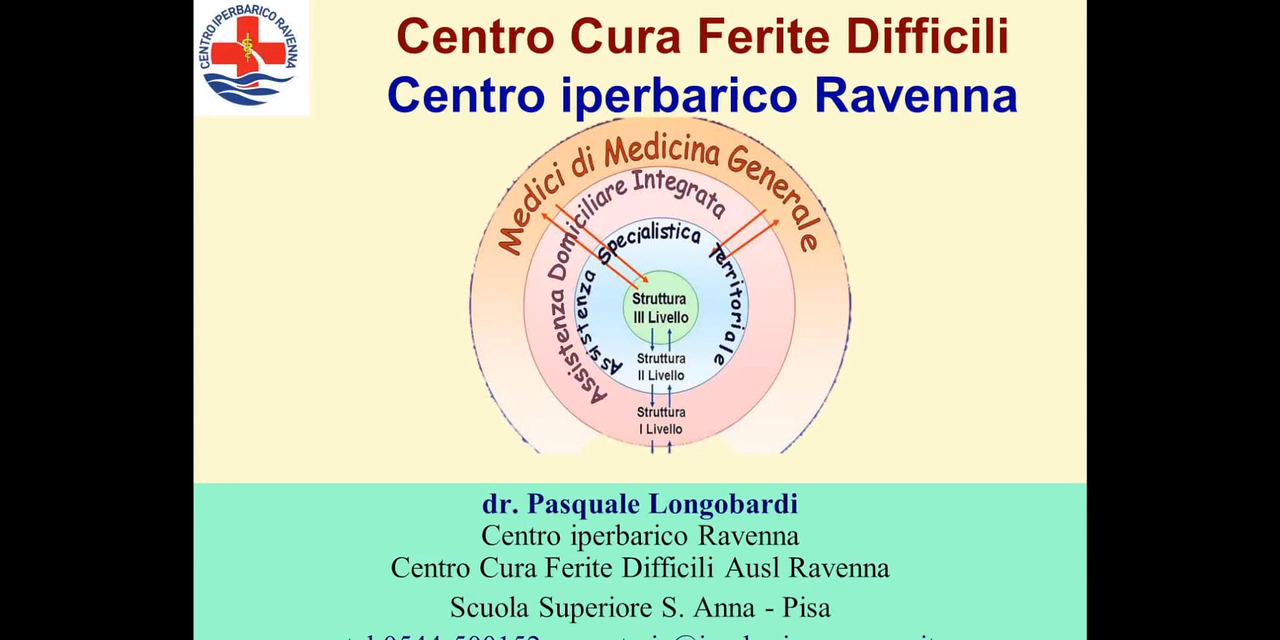 CENTRO IPERBARICO RAVENNA
Centro Cura Ferite Difficili
Centro iperbarico Ravenna
Medici di Medicina Generale
Assistenza Domiciliare Integrata
Assistenza Specialistica Territoriale
Struttura
III Livello
Struttura
II Livello
Struttura
I Livello
dr. Pasquale Longobardi
Centro iperbarico Ravenna
Centro Cura Ferite Difficili Ausl Ravenna
Scuola Superiore S. Anna - Pisa